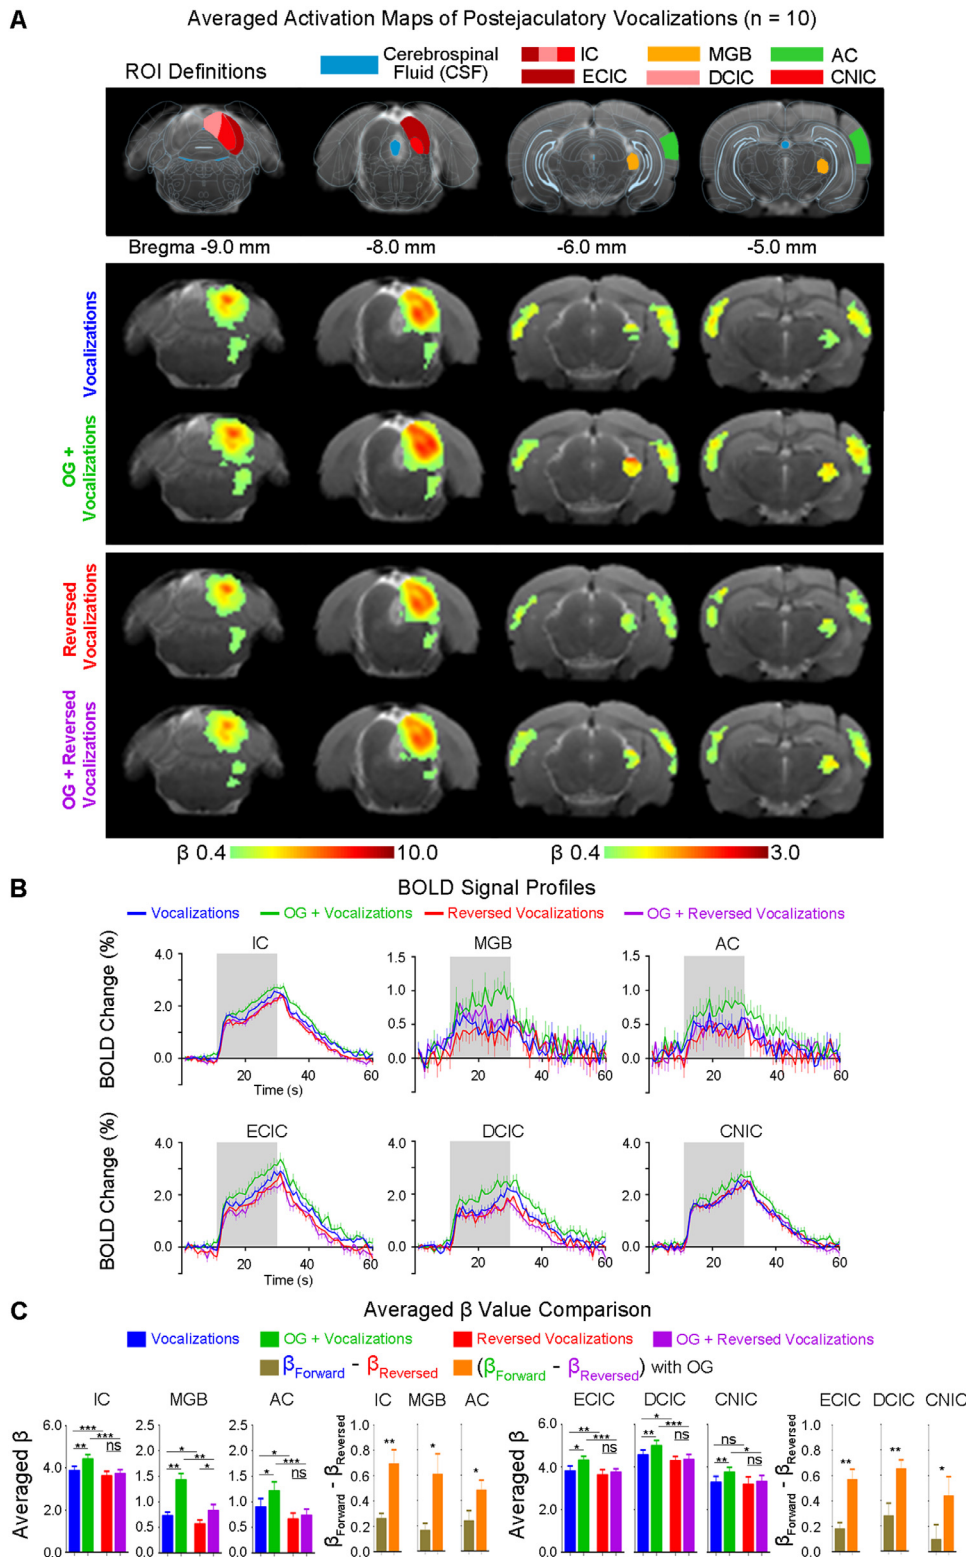 A
Averaged Activation Maps of Postejaculatory Vocalizations (n = 10)
ROI Definitions
Cerebrospinal Fluid (CSF)
IC
MGB
AC
ECIC
DCIC
CNIC
Bregma -9.0 mm
-8.0 mm
-6.0 mm
-5.0 mm
Vocalizations
OG + Vocalizations
Reversed Vocalizations
OG + Reversed Vocalizations
β 0.4
10.0
β 0.4
3.0
B
BOLD Signal Profiles
Vocalizations
OG + Vocalizations
Reversed Vocalizations
OG + Reversed Vocalizations
IC
MGB
AC
BOLD Change (%)
4.0
2.0
0.0
20
40
60
Time (s)
1.5
1.0
0.5
0.0
20
40
60
1.5
1.0
0.5
0.0
20
40
60
ECIC
DCIC
CNIC
BOLD Change (%)
4.0
2.0
0.0
20
40
60
Time (s)
4.0
2.0
0.0
20
40
60
4.0
2.0
0.0
20
40
60
C
Averaged β Value Comparison
Vocalizations
OG + Vocalizations
Reversed Vocalizations
OG + Reversed Vocalizations
βForward - βReversed
(βForward - βReversed) with OG
IC
MGB
AC
IC
MGB
AC
ECIC
DCIC
CNIC
ECIC
DCIC
CNIC
Averaged β
6.0
4.0
2.0
0.0
***
***
**
ns
2.5
2.0
1.5
1.0
0.5
0.0
*
**
**
*
2.5
2.0
1.5
1.0
0.5
0.0
*
***
*
ns
βForward - βReversed
1.0
0.8
0.6
0.4
0.2
0.0
**
*
*
Averaged β
6.0
4.0
2.0
0.0
**
***
*
ns
*
***
**
ns
ns
*
**
ns
βForward - βReversed
1.0
0.8
0.6
0.4
0.2
0.0
**
**
*